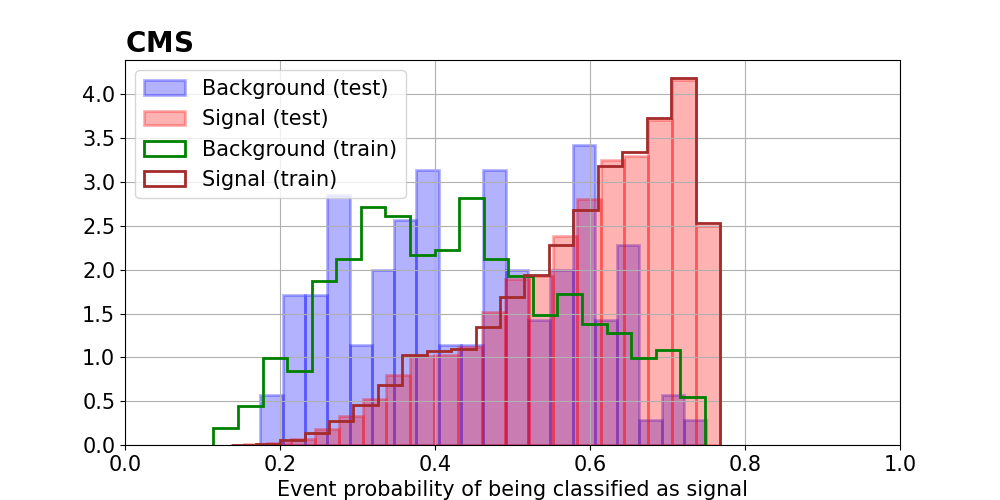 CMS
Background (test)
Signal (test)
Background (train)
Signal (train)
4.0
3.5
3.0
2.5
2.0
1.5
1.0
0.5
0.0
0.0 0.2 0.4 0.6 0.8 1.0
Event probability of being classified as signal